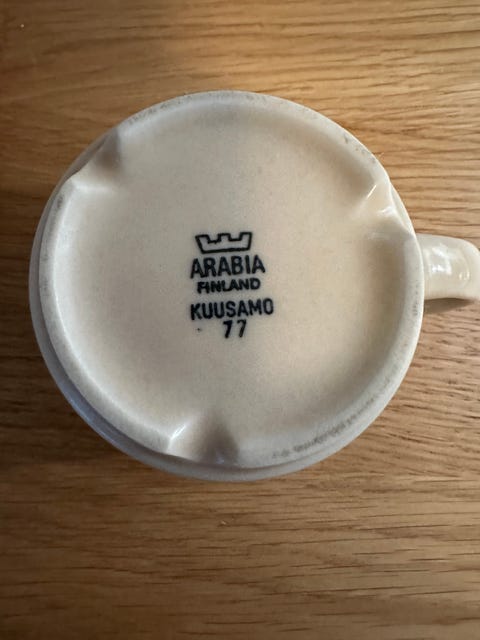 ARABIA
FINLAND
KUUSAMO
77